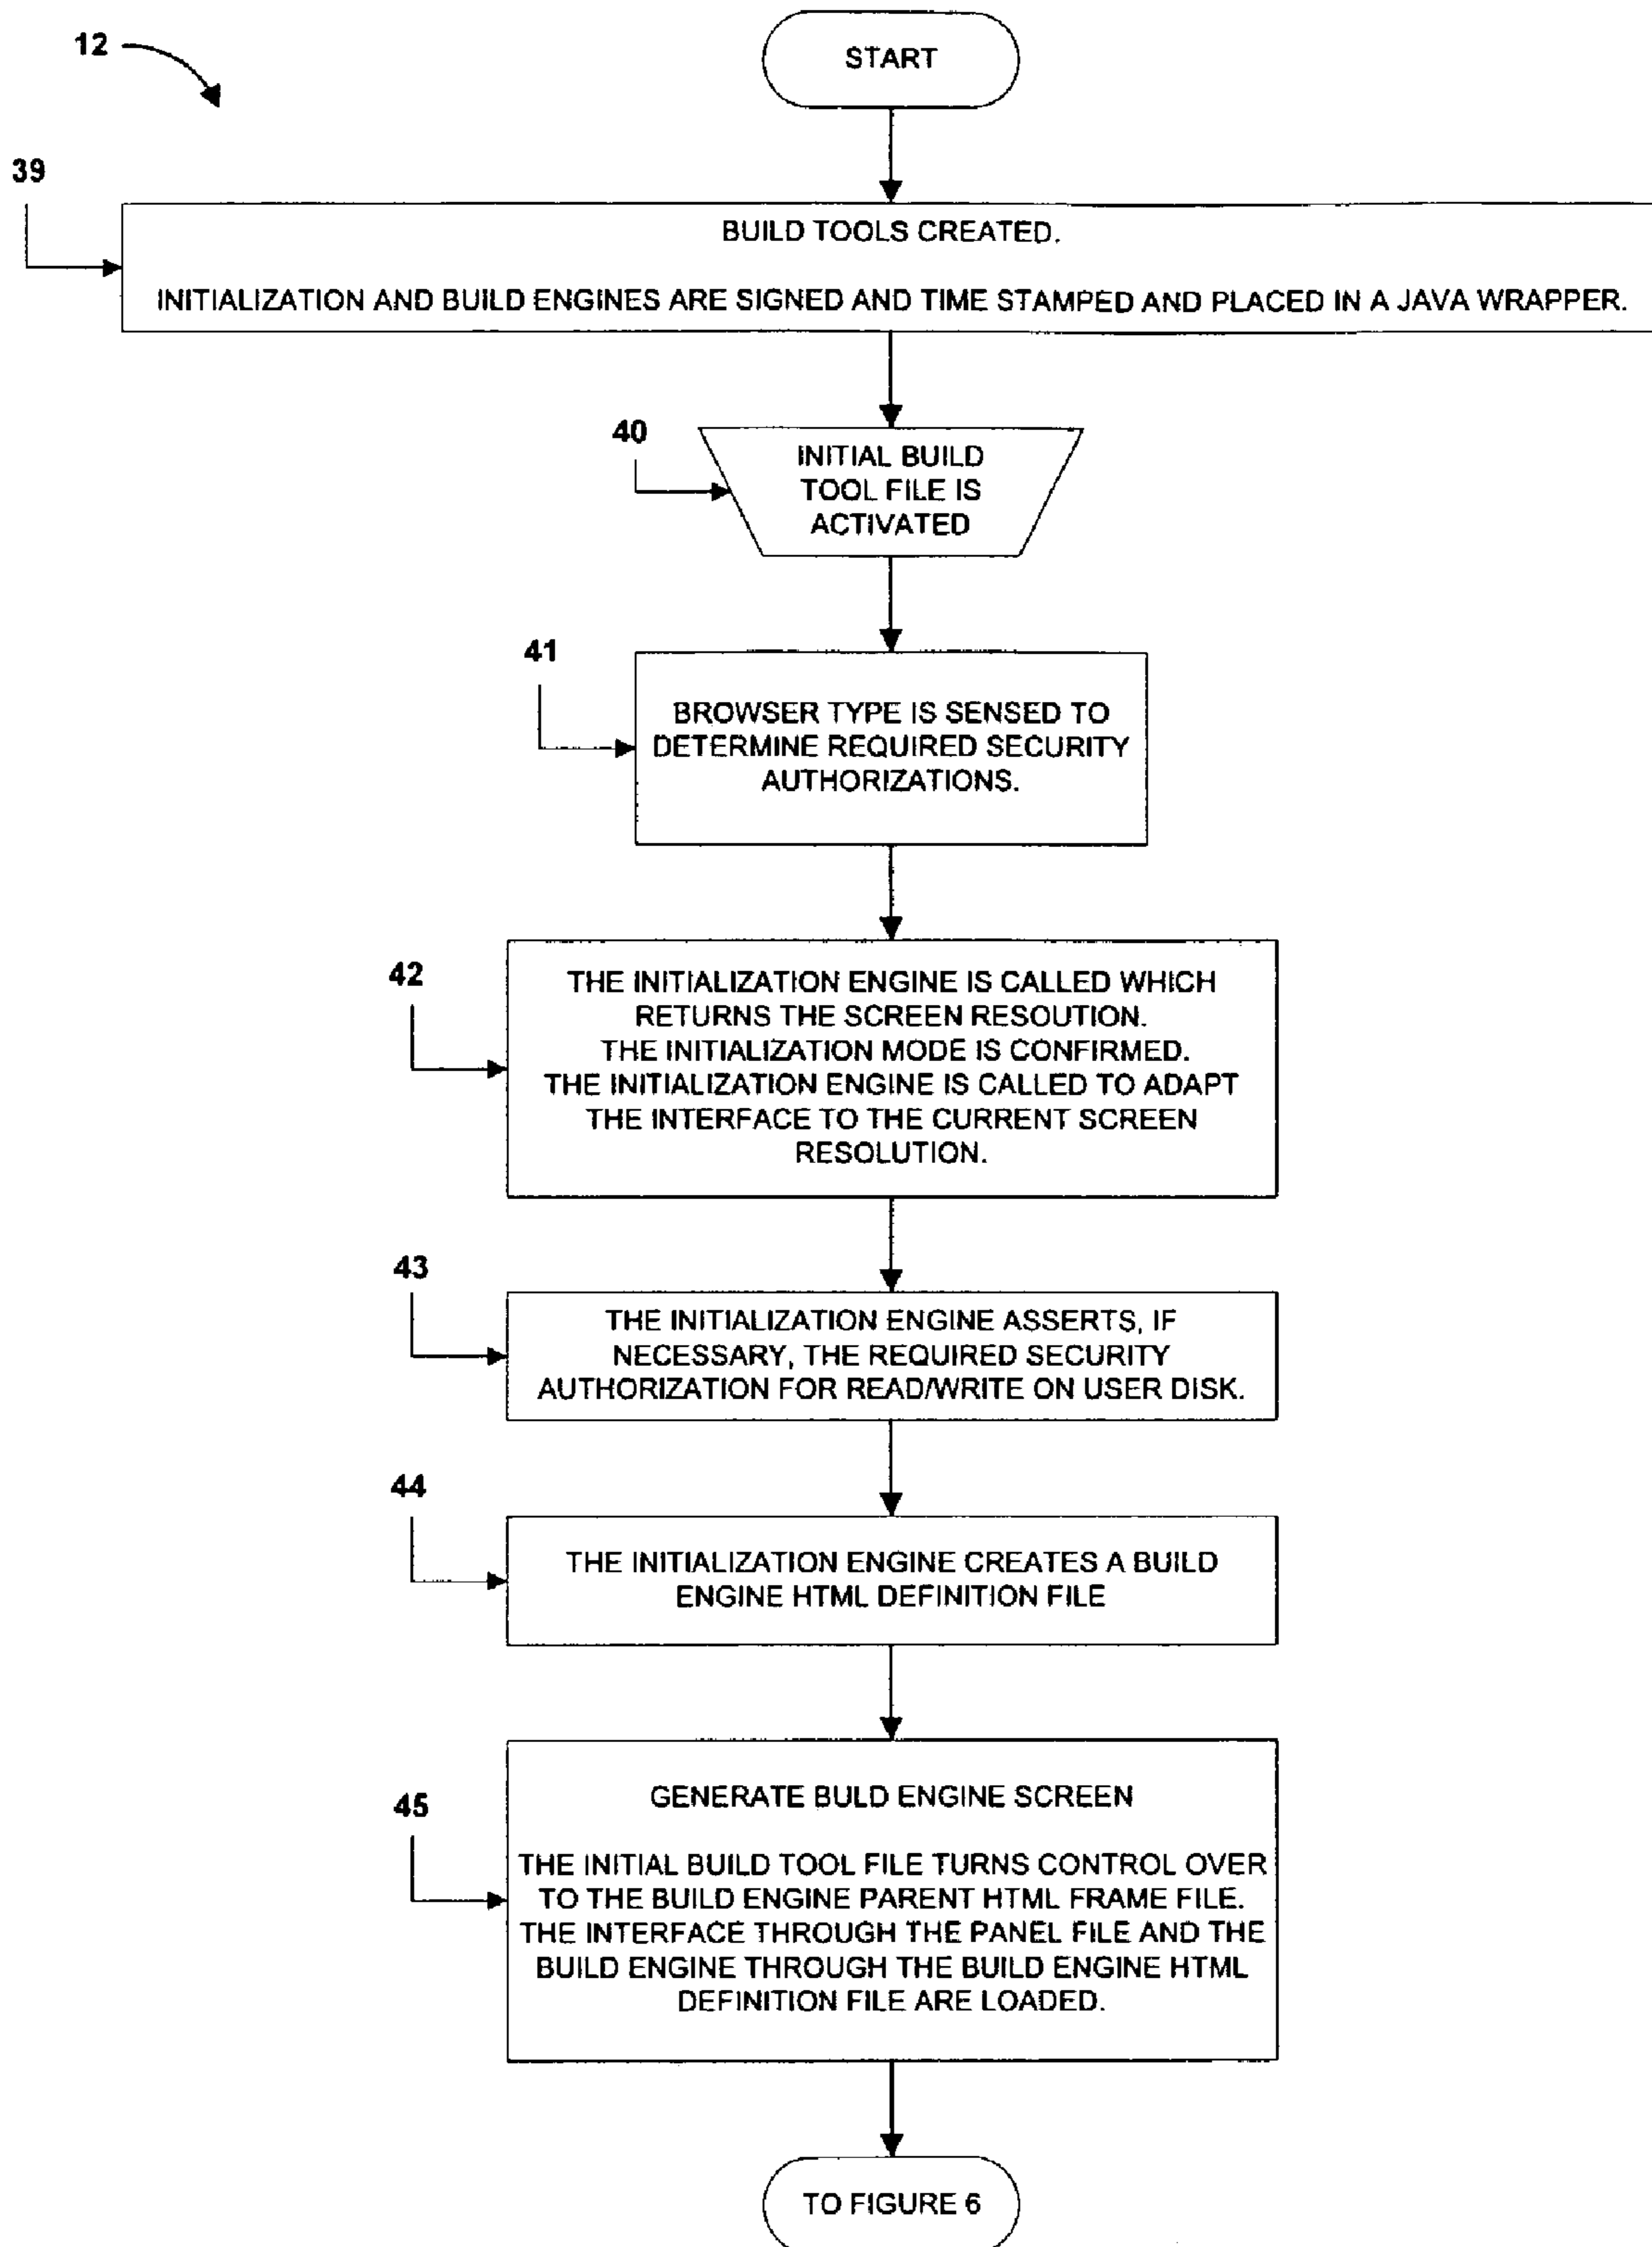 12
START
39
BUILD TOOLS CREATED.
INITIALIZATION AND BUILD ENGINES ARE SIGNED AND TIME STAMPED AND PLACED IN A JAVA WRAPPER.
40
INITIAL BUILD
TOOL FILE IS
ACTIVATED
41
BROWSER TYPE IS SENSED TO
DETERMINE REQUIRED SECURITY
AUTHORIZATIONS.
42
THE INITIALIZATION ENGINE IS CALLED WHICH
RETURNS THE SCREEN RESOUTION.
THE INITIALIZATION MODE IS CONFIRMED.
THE INITIALIZATION ENGINE IS CALLED TO ADAPT
THE INTERFACE TO THE CURRENT SCREEN
RESOLUTION.
43
THE INITIALIZATION ENGINE ASSERTS, IF
NECESSARY, THE REQUIRED SECURITY
AUTHORIZATION FOR READ/WRITE ON USER DISK.
44
THE INITIALIZATION ENGINE CREATES A BUILD
ENGINE HTML DEFINITION FILE
45
GENERATE BULD ENGINE SCREEN
THE INITIAL BUILD TOOL FILE TURNS CONTROL OVER
TO THE BUILD ENGINE PARENT HTML FRAME FILE.
THE INTERFACE THROUGH THE PANEL FILE AND THE
BUILD ENGINE THROUGH THE BUILD ENGINE HTML
DEFINITION FILE ARE LOADED.
TO FIGURE 6